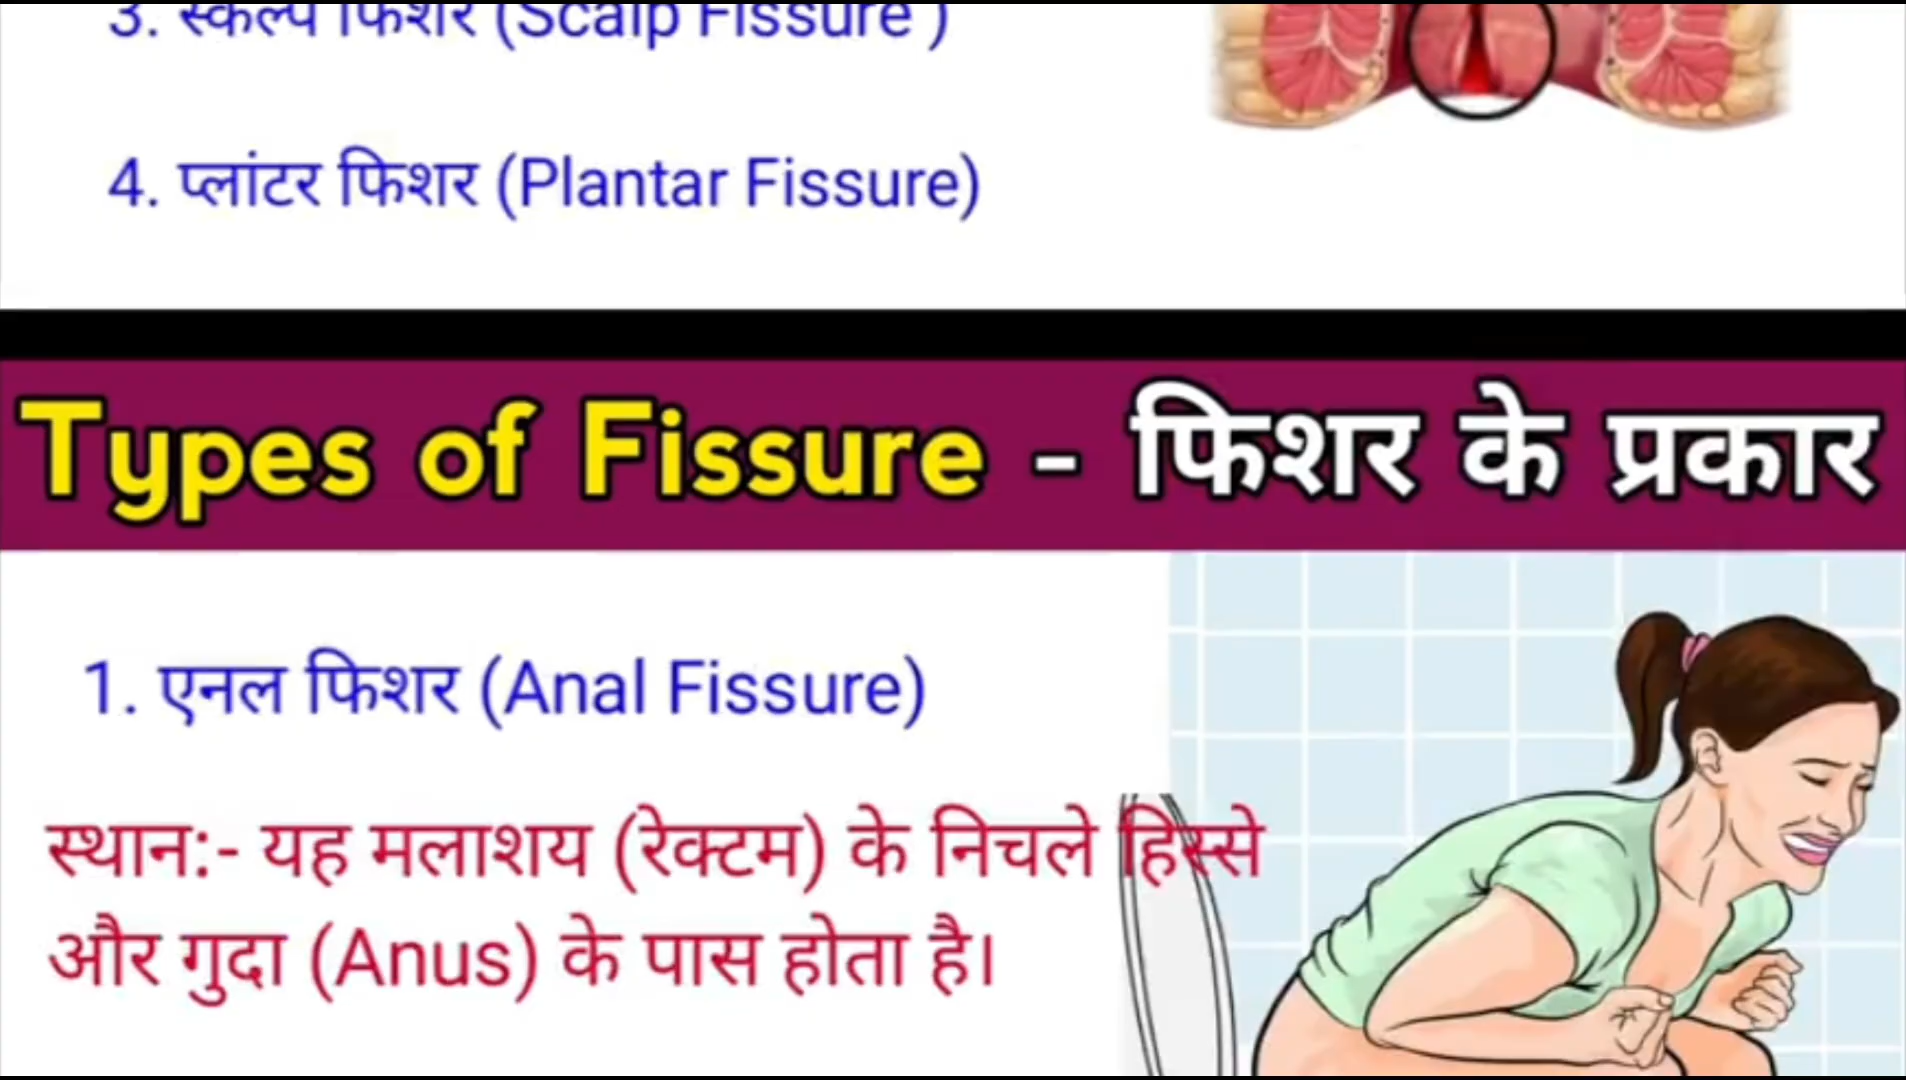 3. स्कैल्प फिशर (Scalp Fissure )
4. प्लांटर फिशर (Plantar Fissure)
Types of Fissure - फिशर के प्रकार
1. एनल फिशर (Anal Fissure)
स्थान:- यह मलाशय (रेक्टम) के निचले हिस्से
और गुदा (Anus) के पास होता है।